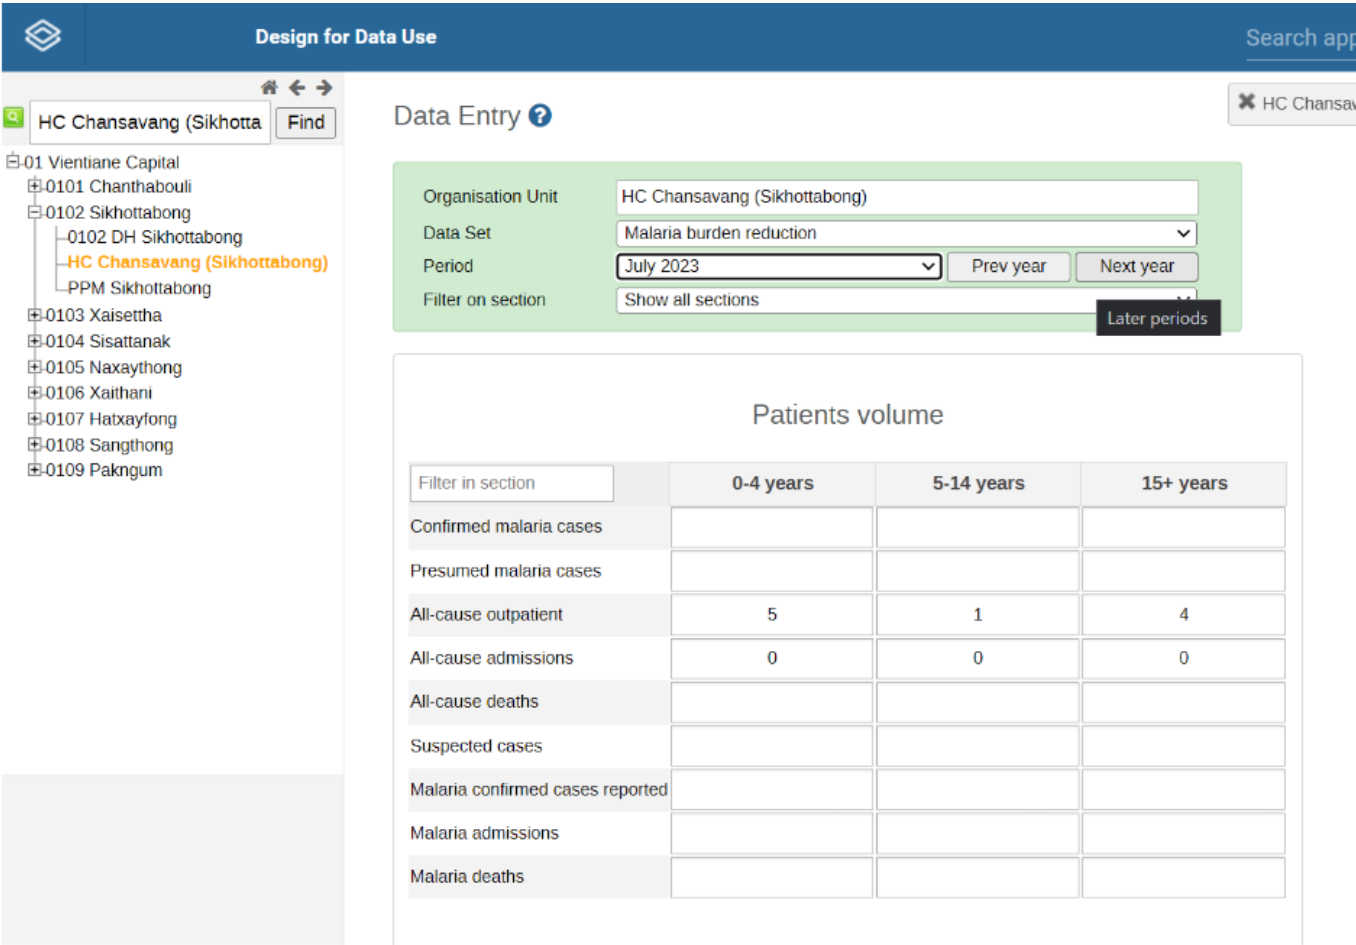 Design for Data Use
Search app
HC Chansavang (Sikhotta
Find
01 Vientiane Capital
0101 Chanthabouli
0102 Sikhottabong
0102 DH Sikhottabong
HC Chansavang (Sikhottabong)
PPM Sikhottabong
0103 Xaisettha
0104 Sisattanak
0105 Naxaythong
0106 Xaithani
0107 Hatxayfong
0108 Sangthong
0109 Pakngum
Data Entry ?
HC Chansav
Organisation Unit HC Chansavang (Sikhottabong)
Data Set Malaria burden reduction
Period July 2023 Prev year Next year
Filter on section Show all sections
Later periods
Patients volume
Filter in section 0-4 years 5-14 years 15+ years
Confirmed malaria cases
Presumed malaria cases
All-cause outpatient 5 1 4
All-cause admissions 0 0 0
All-cause deaths
Suspected cases
Malaria confirmed cases reported
Malaria admissions
Malaria deaths